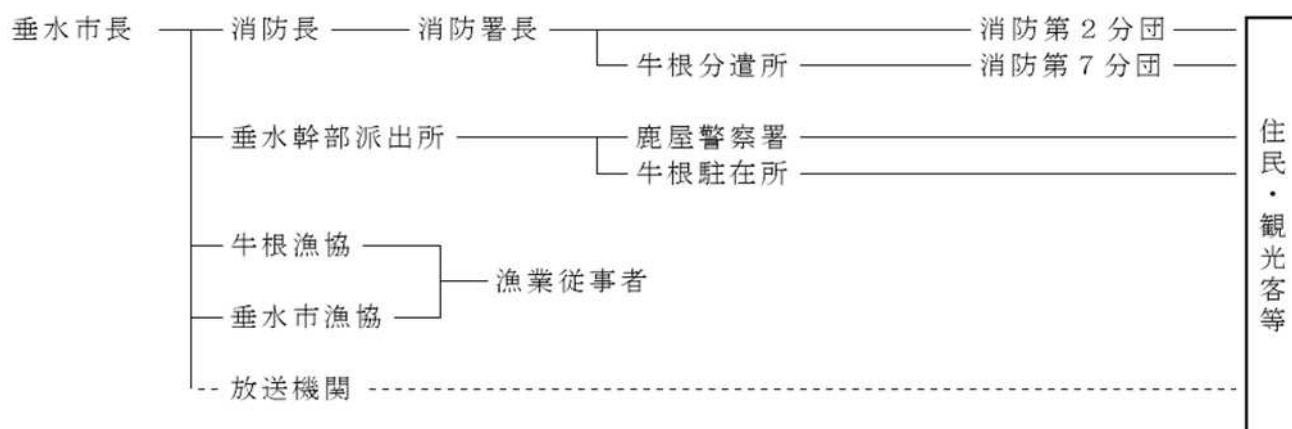 垂水市長 消防長 消防署長 消防第2分団
牛根分遣所 消防第7分団
垂水幹部派出所 鹿屋警察署
牛根駐在所
牛根漁協
漁業従事者
垂水市漁協
放送機関
住民・観光客等